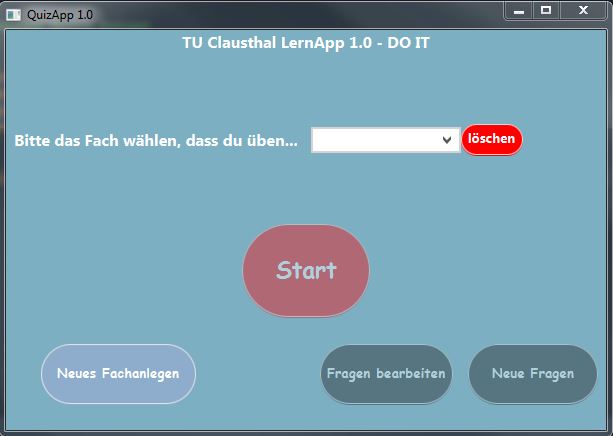 QuizApp 1.0
TU Clausthal LernApp 1.0 - DO IT
Bitte das Fach wählen, dass du üben...
löschen
Start
Neues Fachanlegen
Fragen bearbeiten
Neue Fragen